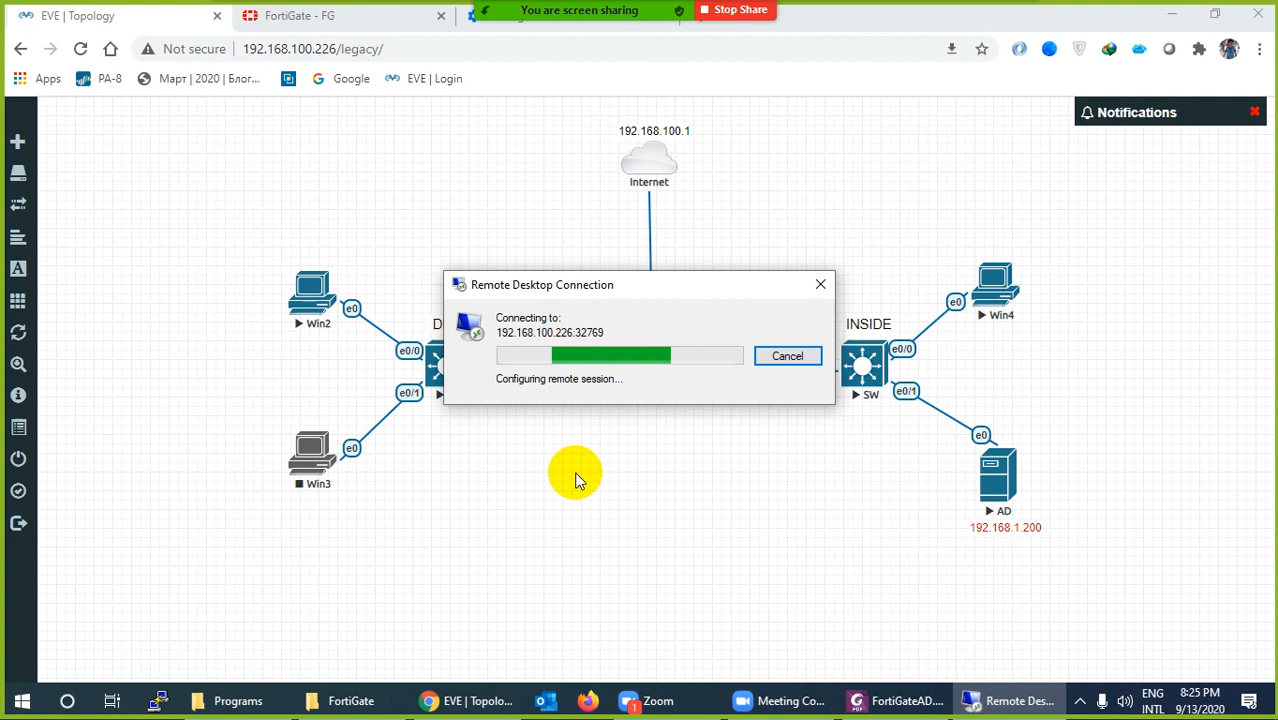 EVE | Topology
FortiGate - FG
You are screen sharing
Stop Share
Not secure
192.168.100.226/legacy/
Apps
PA-8
Март | 2020 | Блог...
Google
EVE | Login
Notifications
192.168.100.1
Internet
Remote Desktop Connection
Connecting to:
192.168.100.226:32769
Cancel
Configuring remote session...
Win2
e0
e0/0
D
e0/1
e0
Win3
INSIDE
e0
Win4
e0/0
SW
e0/1
e0
AD
192.168.1.200
Programs
FortiGate
EVE | Topolo...
Zoom
1
Meeting Co...
FortiGateAD....
Remote Des...
ENG
INTL
8:25 PM
9/13/2020